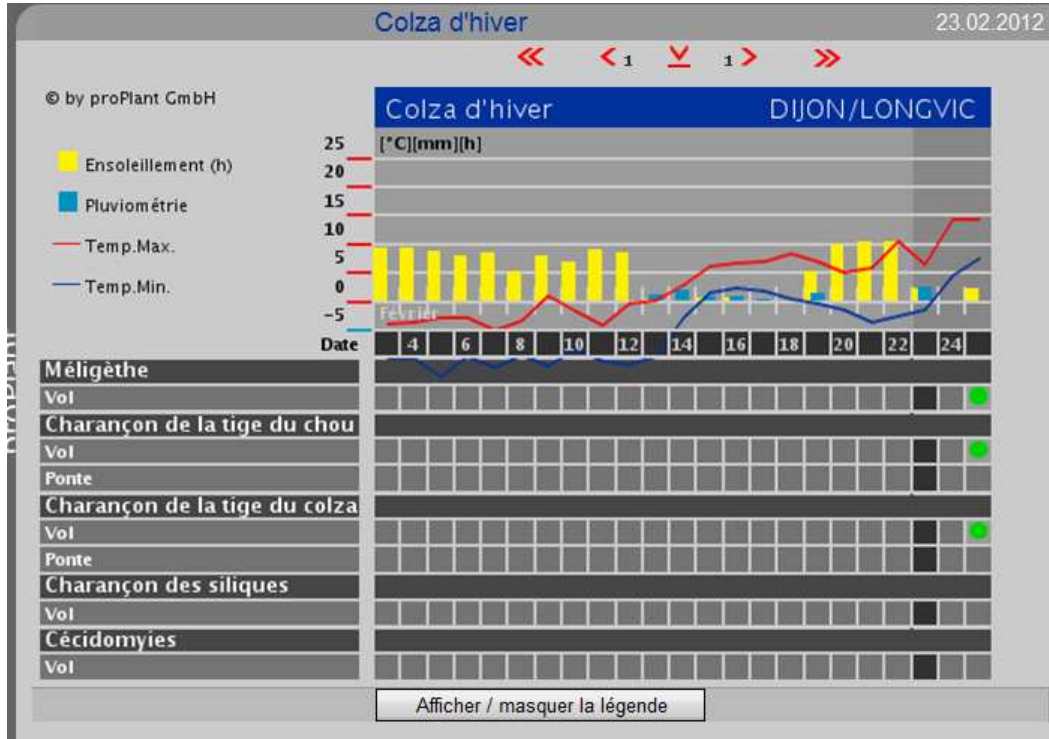 Colza d'hiver 23.02.2012
1 1
© by proPlant GmbH
Colza d'hiver DIJON/LONGVIC
[°C][mm][h]
25
20
15
10
5
0
-5
Ensoleillement (h)
Pluviométrie
Temp.Max.
Temp.Min.
Février
Date 4 6 8 10 12 14 16 18 20 22 24
Méligèthe
Vol
Charançon de la tige du chou
Vol
Ponte
Charançon de la tige du colza
Vol
Ponte
Charançon des siliques
Vol
Cécidomyies
Vol
Afficher / masquer la légende